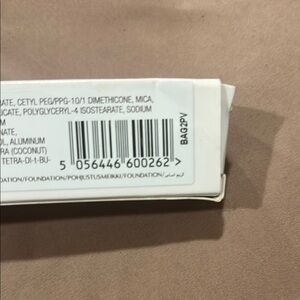 ATE, CETYL PEG/PPG-10/1 DIMETHICONE, MICA,
ICATE, POLYGLYCERYL-4 ISOSTEARATE, SODIUM
M
NATE,
OL, ALUMINUM
RA (COCONUT)
TETRA-DI-t-BU-
5 056446 600262 >
BAG2PV
DATION/FOUNDATION/POHJUSTUSMEIKKI/FOUNDATION/